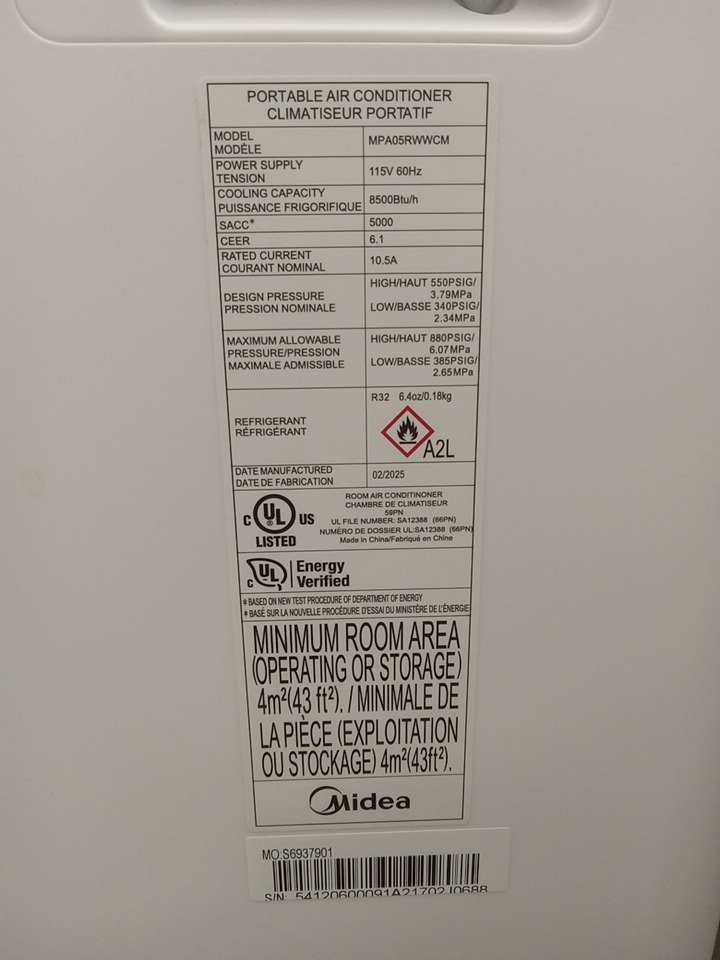 PORTABLE AIR CONDITIONER
CLIMATISEUR PORTATIF
MODEL
MODÈLE
MPA05RWWCM
POWER SUPPLY
TENSION
115V 60Hz
COOLING CAPACITY
PUISSANCE FRIGORIFIQUE
8500Btu/h
SACC*
5000
CEER
6.1
RATED CURRENT
COURANT NOMINAL
10.5A
DESIGN PRESSURE
PRESSION NOMINALE
HIGH/HAUT 550PSIG/
3.79MPa
LOW/BASSE 340PSIG/
2.34MPa
MAXIMUM ALLOWABLE
PRESSURE/PRESSION
MAXIMALE ADMISSIBLE
HIGH/HAUT 880PSIG/
6.07MPa
LOW/BASSE 385PSIG/
2.65MPa
REFRIGERANT
RÉFRIGÉRANT
R32 6.4oz/0.18kg
A2L
DATE MANUFACTURED
DATE DE FABRICATION
02/2025
C UL US
LISTED
ROOM AIR CONDITINONER
CHAMBRE DE CLIMATISEUR
59PN
UL FILE NUMBER: SA12388 (66PN)
NUMÉRO DE DOSSIER UL:SA12388 (66PN)
Made in China/Fabriqué en Chine
C UL
Energy
Verified
*BASED ON NEW TEST PROCEDURE OF DEPARTMENT OF ENERGY
*BASÉ SUR LA NOUVELLE PROCÉDURE D'ESSAI DU MINISTÈRE DE L'ÉNERGIE
MINIMUM ROOM AREA
(OPERATING OR STORAGE)
4m²(43 ft²). / MINIMALE DE
LA PIÈCE (EXPLOITATION
OU STOCKAGE) 4m²(43ft²).
Midea
MO S6937901
S/N: 54120600091A21702J0688